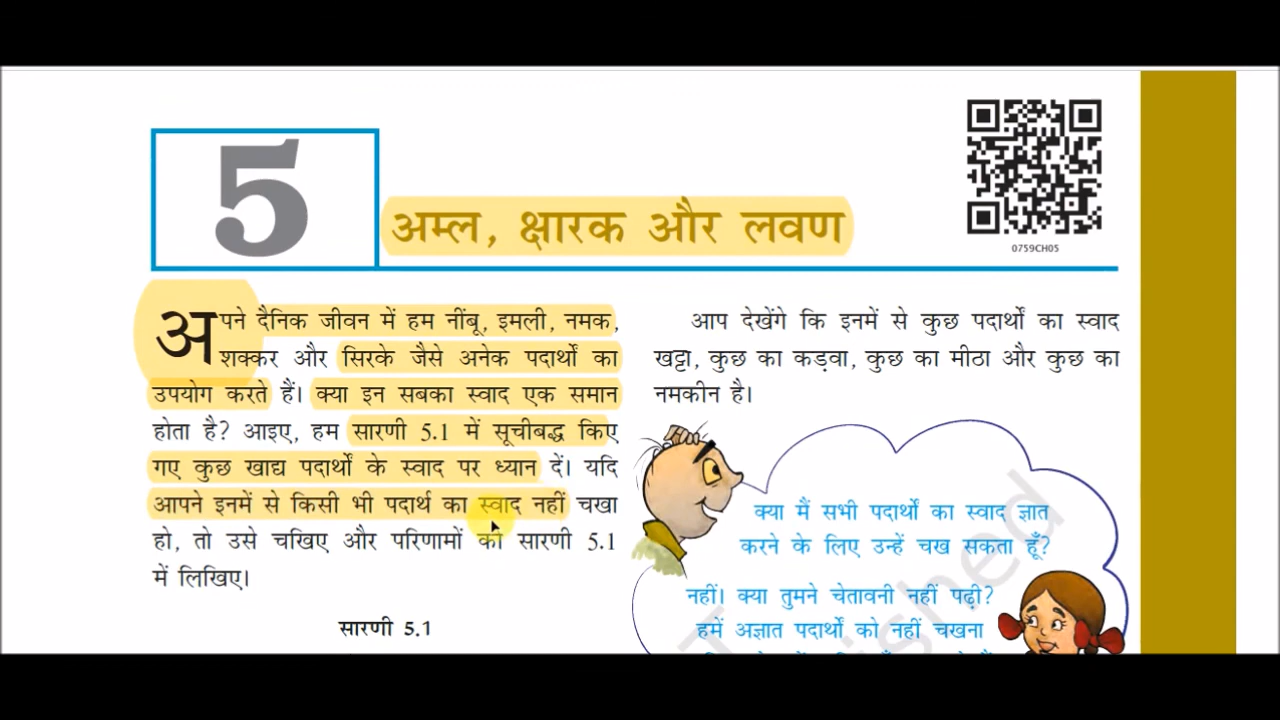 5
अम्ल, क्षारक और लवण
0759CH05
अपने दैनिक जीवन में हम नींबू, इमली, नमक,
शक्कर और सिरके जैसे अनेक पदार्थों का
उपयोग करते हैं। क्या इन सबका स्वाद एक समान
होता है? आइए, हम सारणी 5.1 में सूचीबद्ध किए
गए कुछ खाद्य पदार्थों के स्वाद पर ध्यान दें। यदि
आपने इनमें से किसी भी पदार्थ का स्वाद नहीं चखा
हो, तो उसे चखिए और परिणामों को सारणी 5.1
में लिखिए।
सारणी 5.1
आप देखेंगे कि इनमें से कुछ पदार्थों का स्वाद
खट्टा, कुछ का कड़वा, कुछ का मीठा और कुछ का
नमकीन है।
क्या मैं सभी पदार्थों का स्वाद ज्ञात
करने के लिए उन्हें चख सकता हूँ?
नहीं। क्या तुमने चेतावनी नहीं पढ़ी?
हमें अज्ञात पदार्थों को नहीं चखना